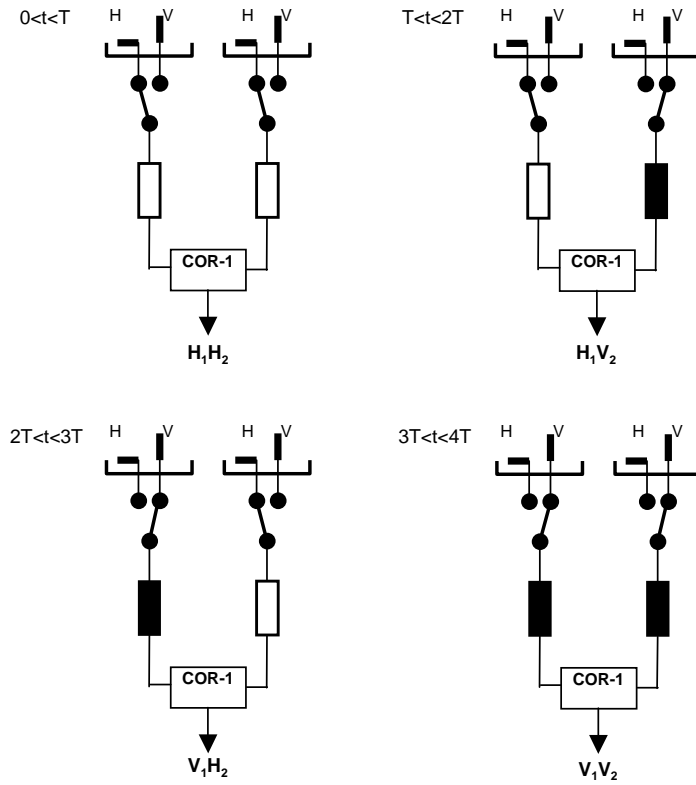 0<t<T H V H V
T<t<2T H V H V
COR-1
COR-1
H₁H₂
H₁V₂
2T<t<3T H V H V
3T<t<4T H V H V
COR-1
COR-1
V₁H₂
V₁V₂